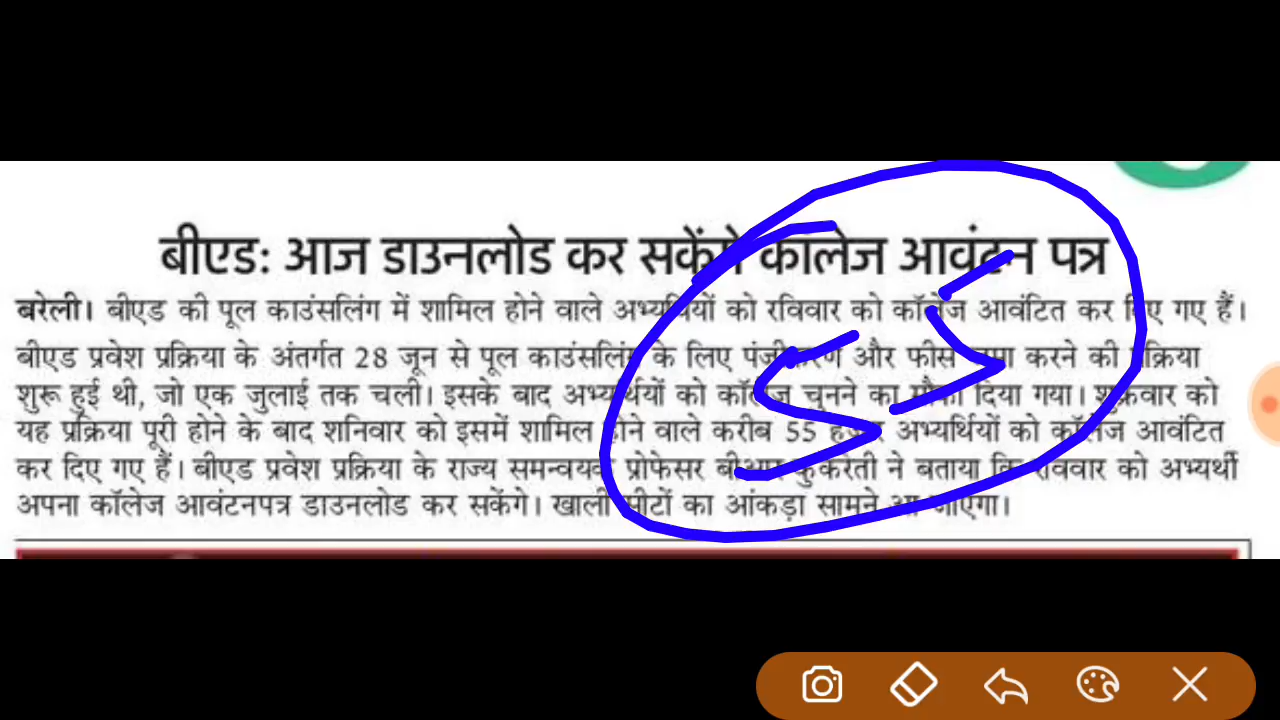 बीएड: आज डाउनलोड कर सकेंगे कालेज आवंटन पत्र
बरेली। बीएड की पूल काउंसलिंग में शामिल होने वाले अभ्यर्थियों को रविवार को कॉलेज आवंटित कर दिए गए हैं।
बीएड प्रवेश प्रक्रिया के अंतर्गत 28 जून से पूल काउंसलिंग के लिए पंजीकरण और फीस जमा करने की प्रक्रिया
शुरू हुई थी, जो एक जुलाई तक चली। इसके बाद अभ्यर्थियों को कॉलेज चुनने का मौका दिया गया। शुक्रवार को
यह प्रक्रिया पूरी होने के बाद शनिवार को इसमें शामिल होने वाले करीब 55 हजार अभ्यर्थियों को कॉलेज आवंटित
कर दिए गए हैं। बीएड प्रवेश प्रक्रिया के राज्य समन्वयक प्रोफेसर बीआर कुकरेती ने बताया कि रविवार को अभ्यर्थी
अपना कॉलेज आवंटनपत्र डाउनलोड कर सकेंगे। खाली सीटों का आंकड़ा सामने आ जाएगा।